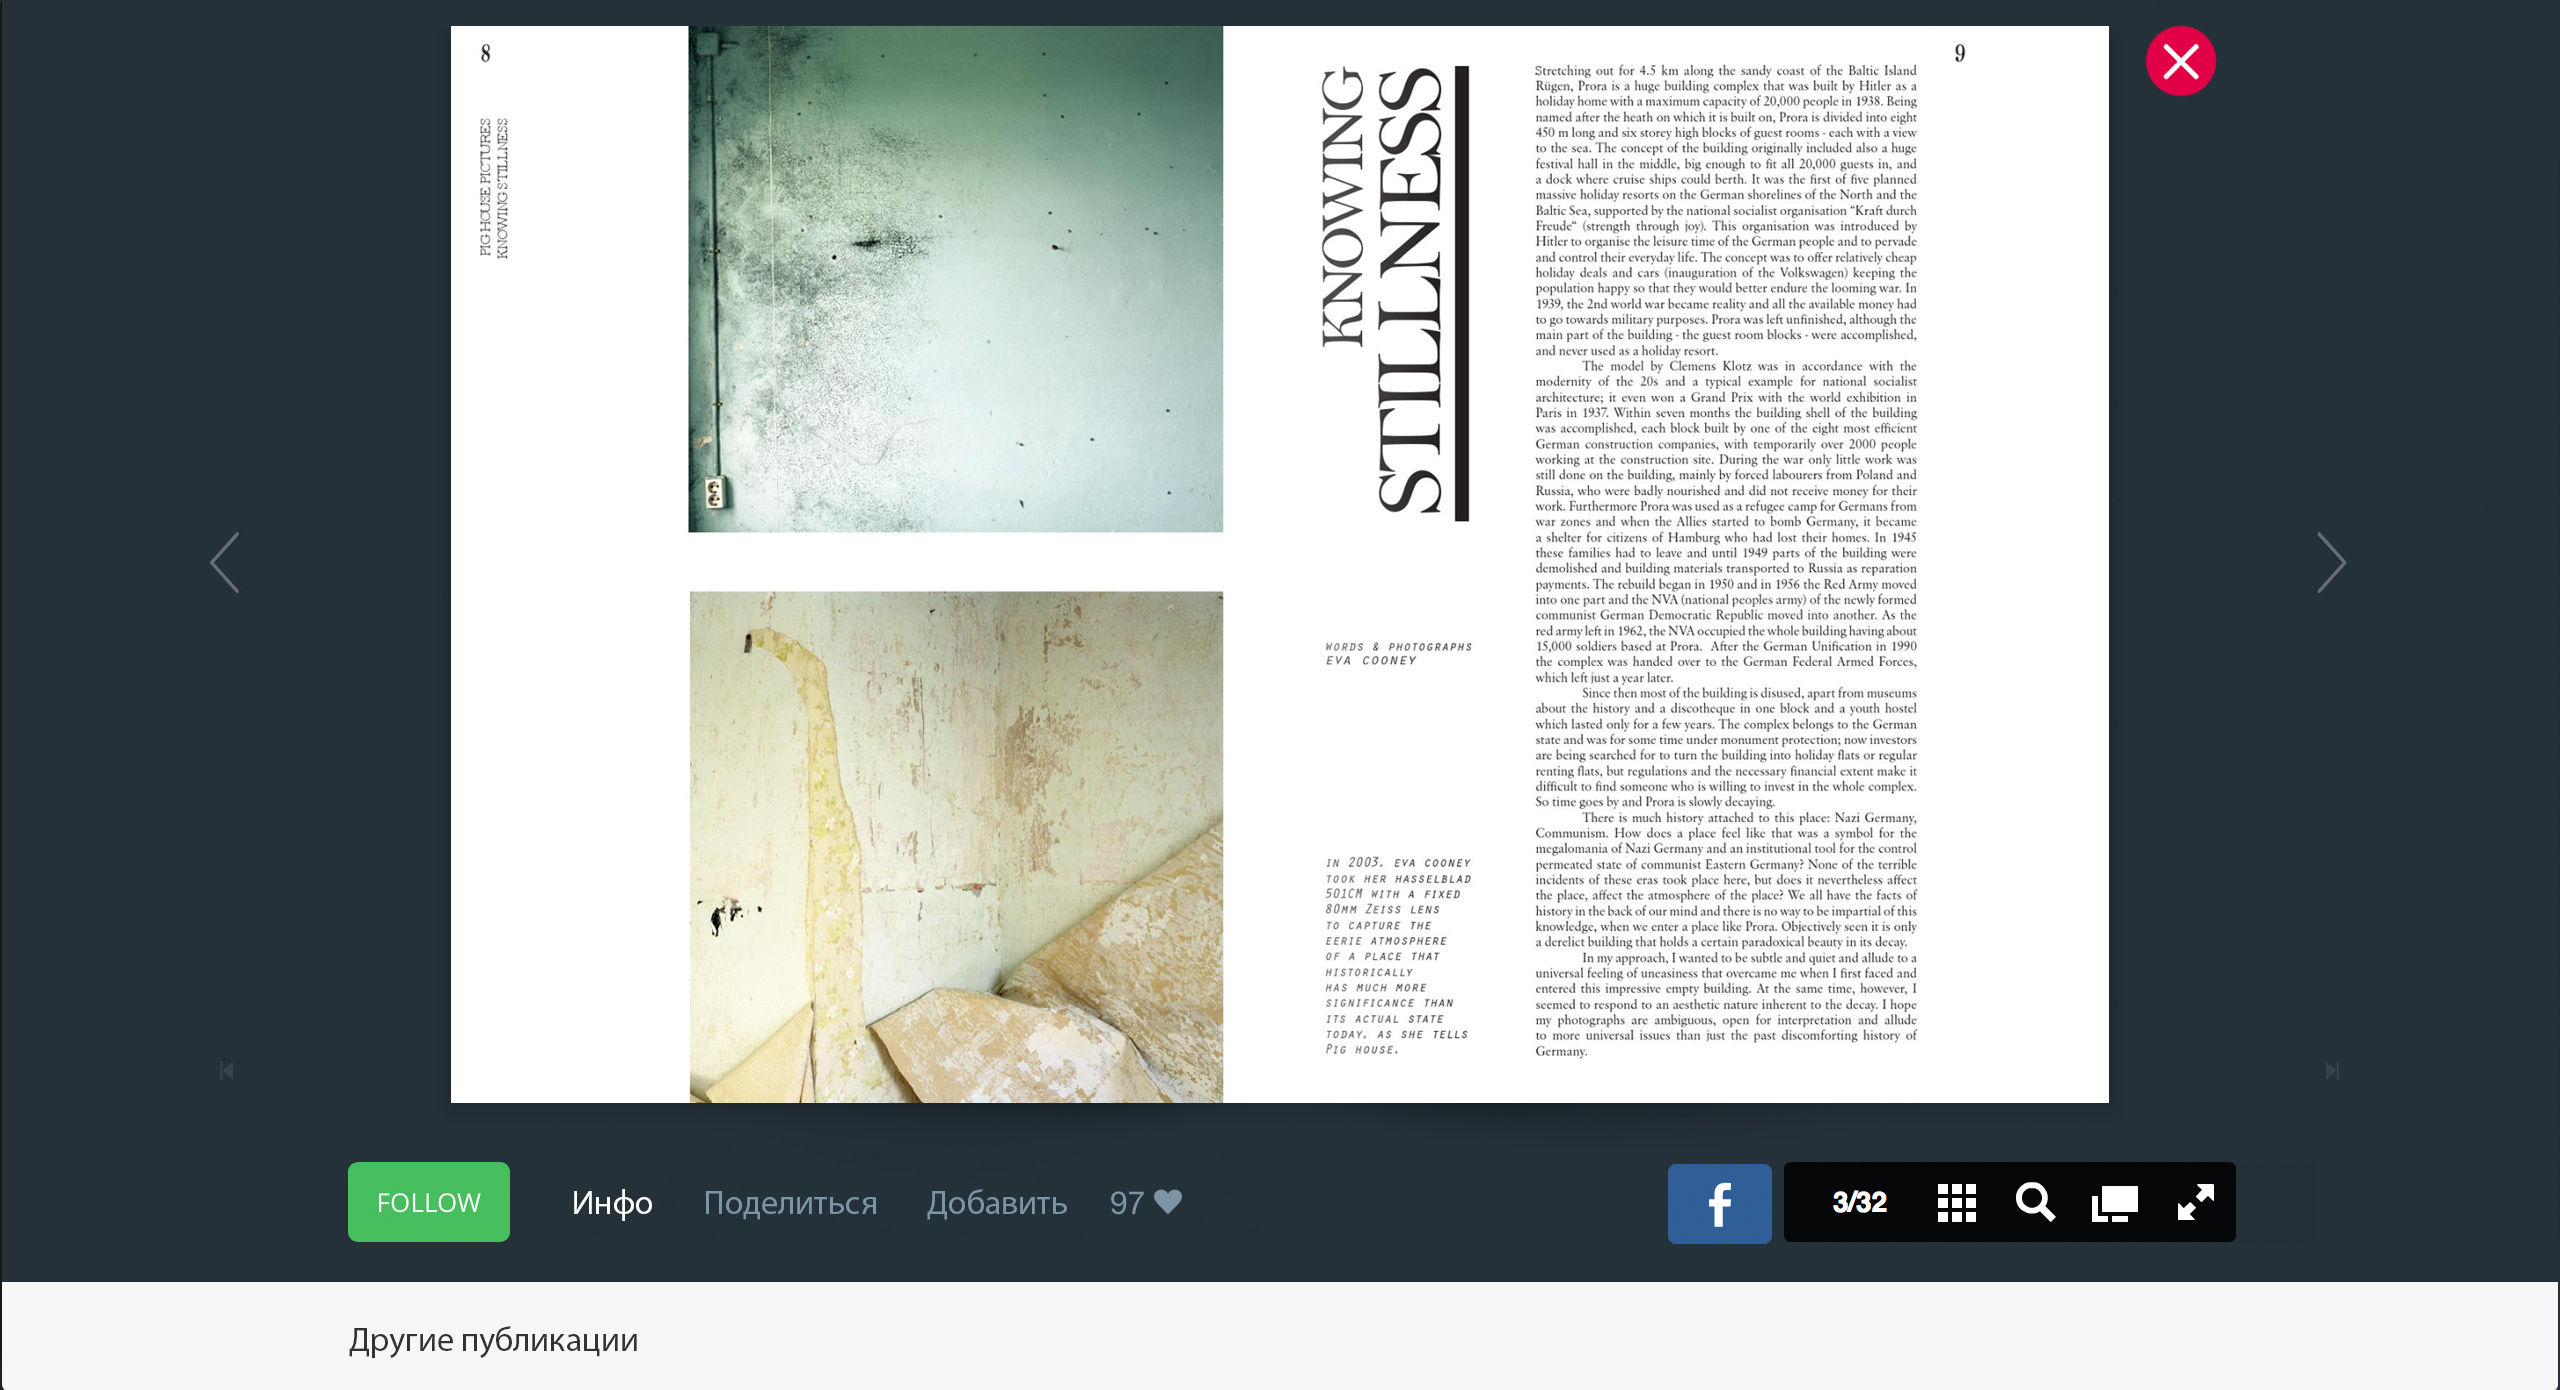 8
PIG HOUSE PICTURES
KNOWING STILLNESS
KNOWING
STILLNESS
WORDS & PHOTOGRAPHS
EVA COONEY
IN 2003, EVA COONEY
TOOK HER HASSELBLAD
501CM WITH A FIXED
80MM ZEISS LENS
TO CAPTURE THE
EERIE ATMOSPHERE
OF A PLACE THAT
HISTORICALLY
HAS MUCH MORE
SIGNIFICANCE THAN
ITS ACTUAL STATE
TODAY, AS SHE TELLS
PIG HOUSE.
9
Stretching out for 4.5 km along the sandy coast of the Baltic Island
Rügen, Prora is a huge building complex that was built by Hitler as a
holiday home with a maximum capacity of 20,000 people in 1938. Being
named after the heath on which it is built on, Prora is divided into eight
450 m long and six storey high blocks of guest rooms - each with a view
to the sea. The concept of the building originally included also a huge
festival hall in the middle, big enough to fit all 20,000 guests in, and
a dock where cruise ships could berth. It was the first of five planned
massive holiday resorts on the German shorelines of the North and the
Baltic Sea, supported by the national socialist organisation “Kraft durch
Freude“ (strength through joy). This organisation was introduced by
Hitler to organise the leisure time of the German people and to pervade
and control their everyday life. The concept was to offer relatively cheap
holiday deals and cars (inauguration of the Volkswagen) keeping the
population happy so that they would better endure the looming war. In
1939, the 2nd world war became reality and all the available money had
to go towards military purposes. Prora was left unfinished, although the
main part of the building - the guest room blocks - were accomplished,
and never used as a holiday resort.
The model by Clemens Klotz was in accordance with the
modernity of the 20s and a typical example for national socialist
architecture; it even won a Grand Prix with the world exhibition in
Paris in 1937. Within seven months the building shell of the building
was accomplished, each block built by one of the eight most efficient
German construction companies, with temporarily over 2000 people
working at the construction site. During the war only little work was
still done on the building, mainly by forced labourers from Poland and
Russia, who were badly nourished and did not receive money for their
work. Furthermore Prora was used as a refugee camp for Germans from
war zones and when the Allies started to bomb Germany, it became
a shelter for citizens of Hamburg who had lost their homes. In 1945
these families had to leave and until 1949 parts of the building were
demolished and building materials transported to Russia as reparation
payments. The rebuild began in 1950 and in 1956 the Red Army moved
into one part and the NVA (national peoples army) of the newly formed
communist German Democratic Republic moved into another. As the
red army left in 1962, the NVA occupied the whole building having about
15,000 soldiers based at Prora. After the German Unification in 1990
the complex was handed over to the German Federal Armed Forces,
which left just a year later.
Since then most of the building is disused, apart from museums
about the history and a discotheque in one block and a youth hostel
which lasted only for a few years. The complex belongs to the German
state and was for some time under monument protection; now investors
are being searched for to turn the building into holiday flats or regular
renting flats, but regulations and the necessary financial extent make it
difficult to find someone who is willing to invest in the whole complex.
So time goes by and Prora is slowly decaying.
There is much history attached to this place: Nazi Germany,
Communism. How does a place feel like that was a symbol for the
megalomania of Nazi Germany and an institutional tool for the control
permeated state of communist Eastern Germany? None of the terrible
incidents of these eras took place here, but does it nevertheless affect
the place, affect the atmosphere of the place? We all have the facts of
history in the back of our mind and there is no way to be impartial of this
knowledge, when we enter a place like Prora. Objectively seen it is only
a derelict building that holds a certain paradoxical beauty in its decay.
In my approach, I wanted to be subtle and quiet and allude to a
universal feeling of uneasiness that overcame me when I first faced and
entered this impressive empty building. At the same time, however, I
seemed to respond to an aesthetic nature inherent to the decay. I hope
my photographs are ambiguous, open for interpretation and allude
to more universal issues than just the past discomforting history of
Germany.
FOLLOW
Инфо
Поделиться
Добавить
97
f
3/32
Другие публикации